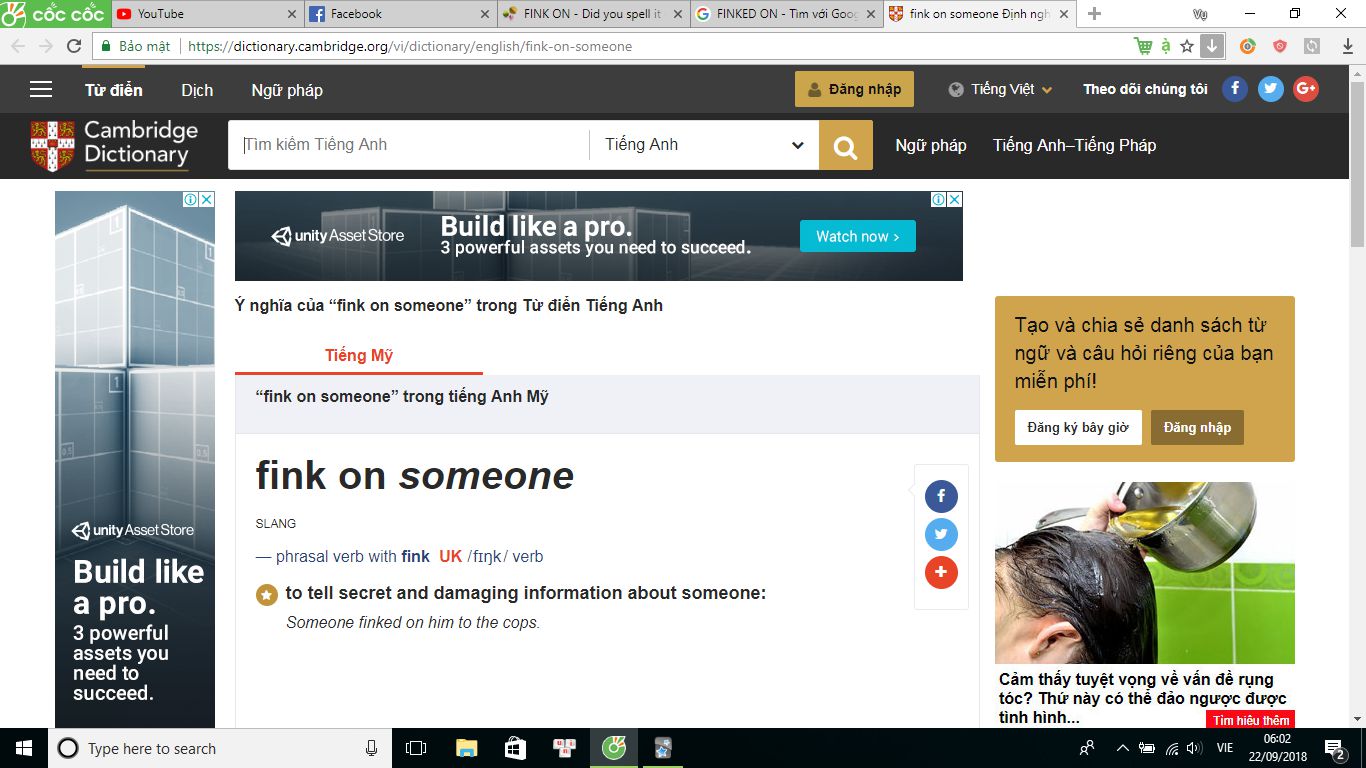 cốc cốc
YouTube
Facebook
FINK ON - Did you spell it
FINKED ON - Tìm với Goog
fink on someone Định ngh
Vụ
Bảo mật
https://dictionary.cambridge.org/vi/dictionary/english/fink-on-someone
Từ điển
Dịch
Ngữ pháp
Đăng nhập
Tiếng Việt
Theo dõi chúng tôi
Cambridge
Dictionary
Tìm kiếm Tiếng Anh
Tiếng Anh
Ngữ pháp
Tiếng Anh–Tiếng Pháp
unity Asset Store
Build like a pro.
3 powerful assets you need to succeed.
Watch now >
unity Asset Store
Build like
a pro.
3 powerful
assets you
need to
succeed.
Ý nghĩa của “fink on someone” trong Từ điển Tiếng Anh
Tiếng Mỹ
“fink on someone” trong tiếng Anh Mỹ
fink on someone
SLANG
— phrasal verb with fink UK /fɪŋk/ verb
to tell secret and damaging information about someone:
Someone finked on him to the cops.
Tạo và chia sẻ danh sách từ
ngữ và câu hỏi riêng của bạn
miễn phí!
Đăng ký bây giờ
Đăng nhập
Cảm thấy tuyệt vọng về vấn đề rụng
tóc? Thứ này có thể đảo ngược được
tình hình...
Tìm hiểu thêm
Type here to search
VIE
06:02
22/09/2018
2